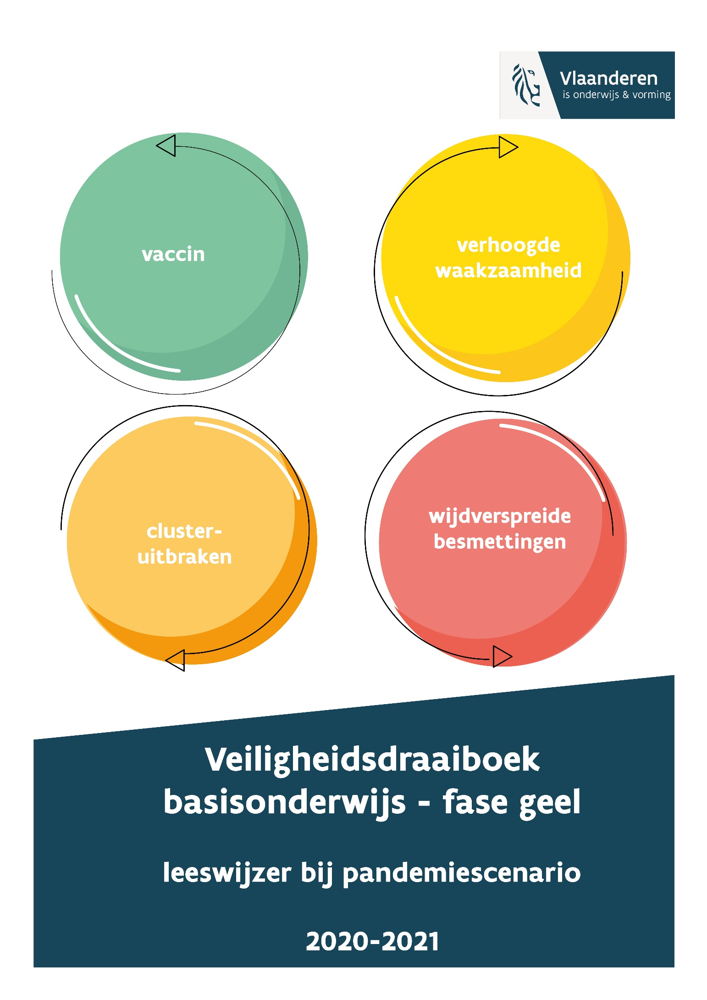 Vlaanderen
is onderwijs & vorming
vaccin
verhoogde
waakzaamheid
cluster-
uitbraken
wijdverspreide
besmettingen
Veiligheidsdraaiboek
basisonderwijs - fase geel
leeswijzer bij pandemiescenario
2020-2021